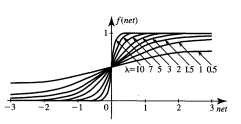 f(net)
1
λ=10 7 5 3 2 1.5 1 0.5
-3 -2 -1 0 1 2 3 net